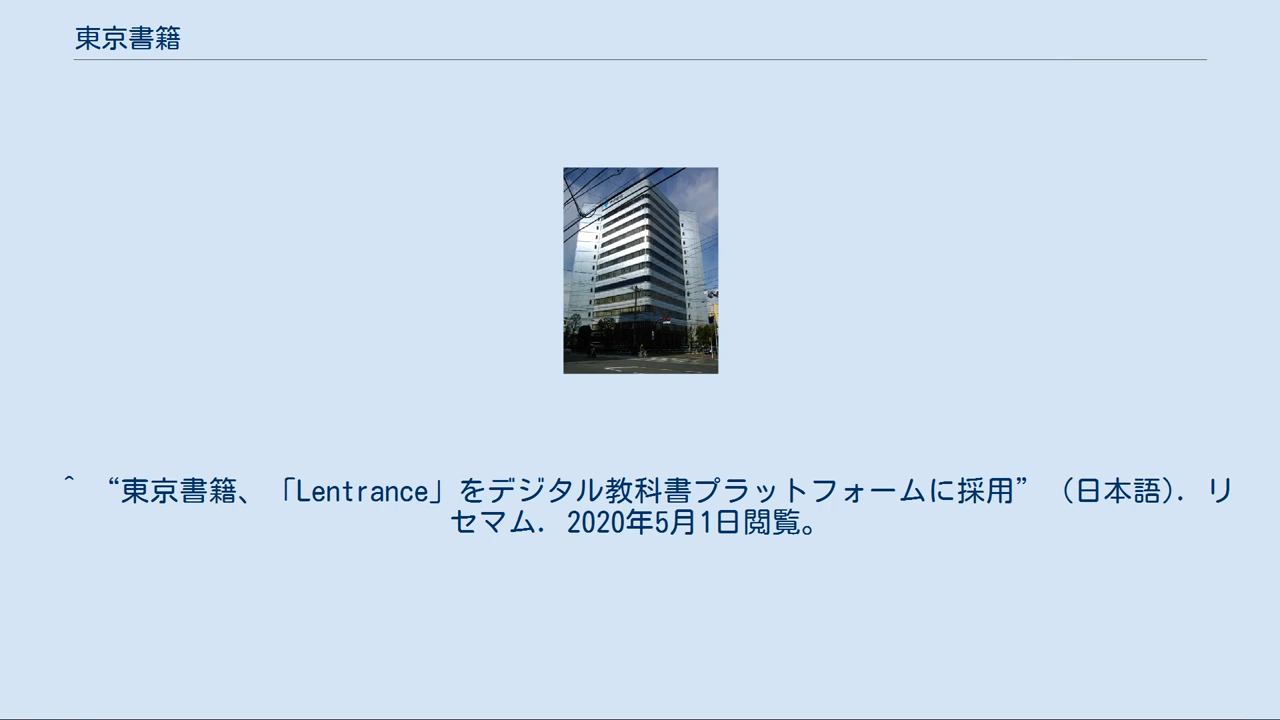 東京書籍
^ “東京書籍、「Lentrance」をデジタル教科書プラットフォームに採用” (日本語). リ
セマム. 2020年5月1日閲覧。